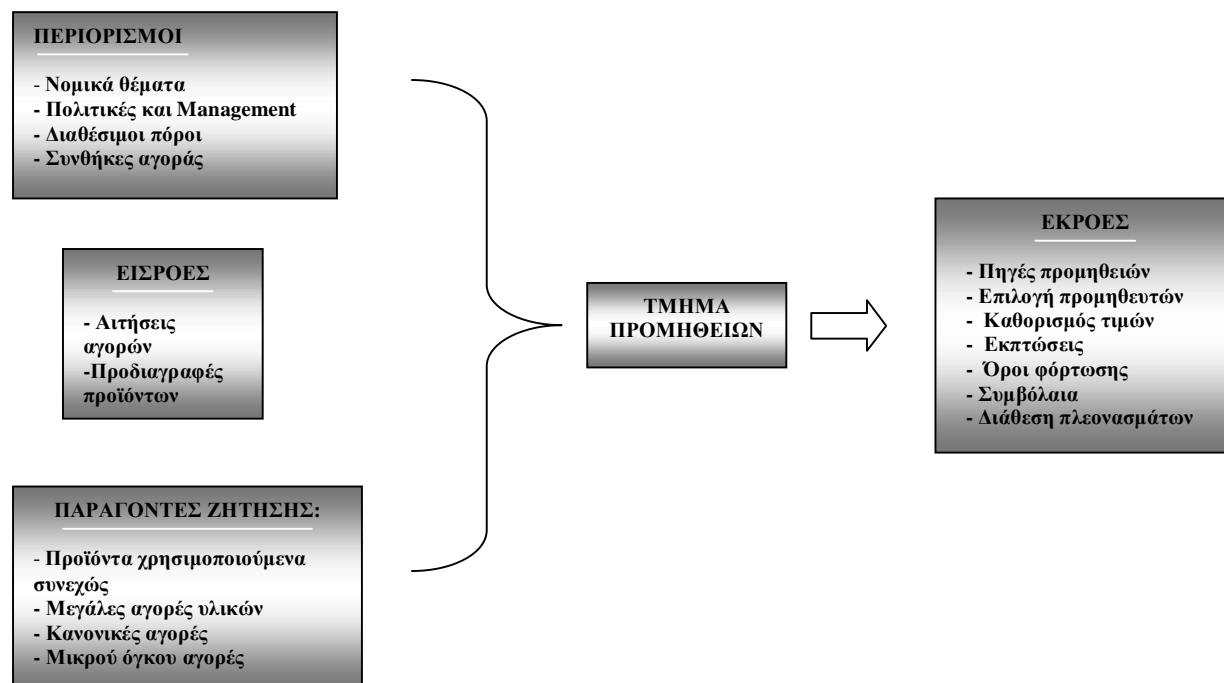 ΠΕΡΙΟΡΙΣΜΟΙ
- Νομικά θέματα
- Πολιτικές και Management
- Διαθέσιμοι πόροι
- Συνθήκες αγοράς
ΕΙΣΡΟΕΣ
- Αιτήσεις
αγορών
-Προδιαγραφές
προϊόντων
ΠΑΡΑΓΟΝΤΕΣ ΖΗΤΗΣΗΣ:
- Προϊόντα χρησιμοποιούμενα
συνεχώς
- Μεγάλες αγορές υλικών
- Κανονικές αγορές
- Μικρού όγκου αγορές
ΤΜΗΜΑ
ΠΡΟΜΗΘΕΙΩΝ
ΕΚΡΟΕΣ
- Πηγές προμηθειών
- Επιλογή προμηθευτών
- Καθορισμός τιμών
- Εκπτώσεις
- Όροι φόρτωσης
- Συμβόλαια
- Διάθεση πλεονασμάτων